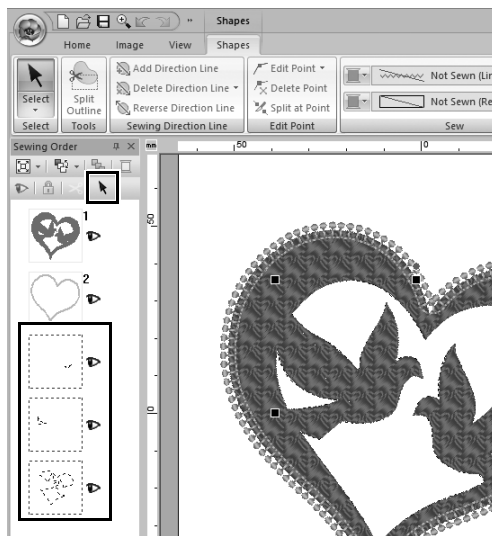 Shapes
Home Image View Shapes
Select
Split Outline
Add Direction Line
Delete Direction Line
Reverse Direction Line
Edit Point
Delete Point
Split at Point
Not Sewn (Lin
Not Sewn (Re
Select Tools Sewing Direction Line Edit Point Sew
Sewing Order
mm
50
0
1
50
2
0